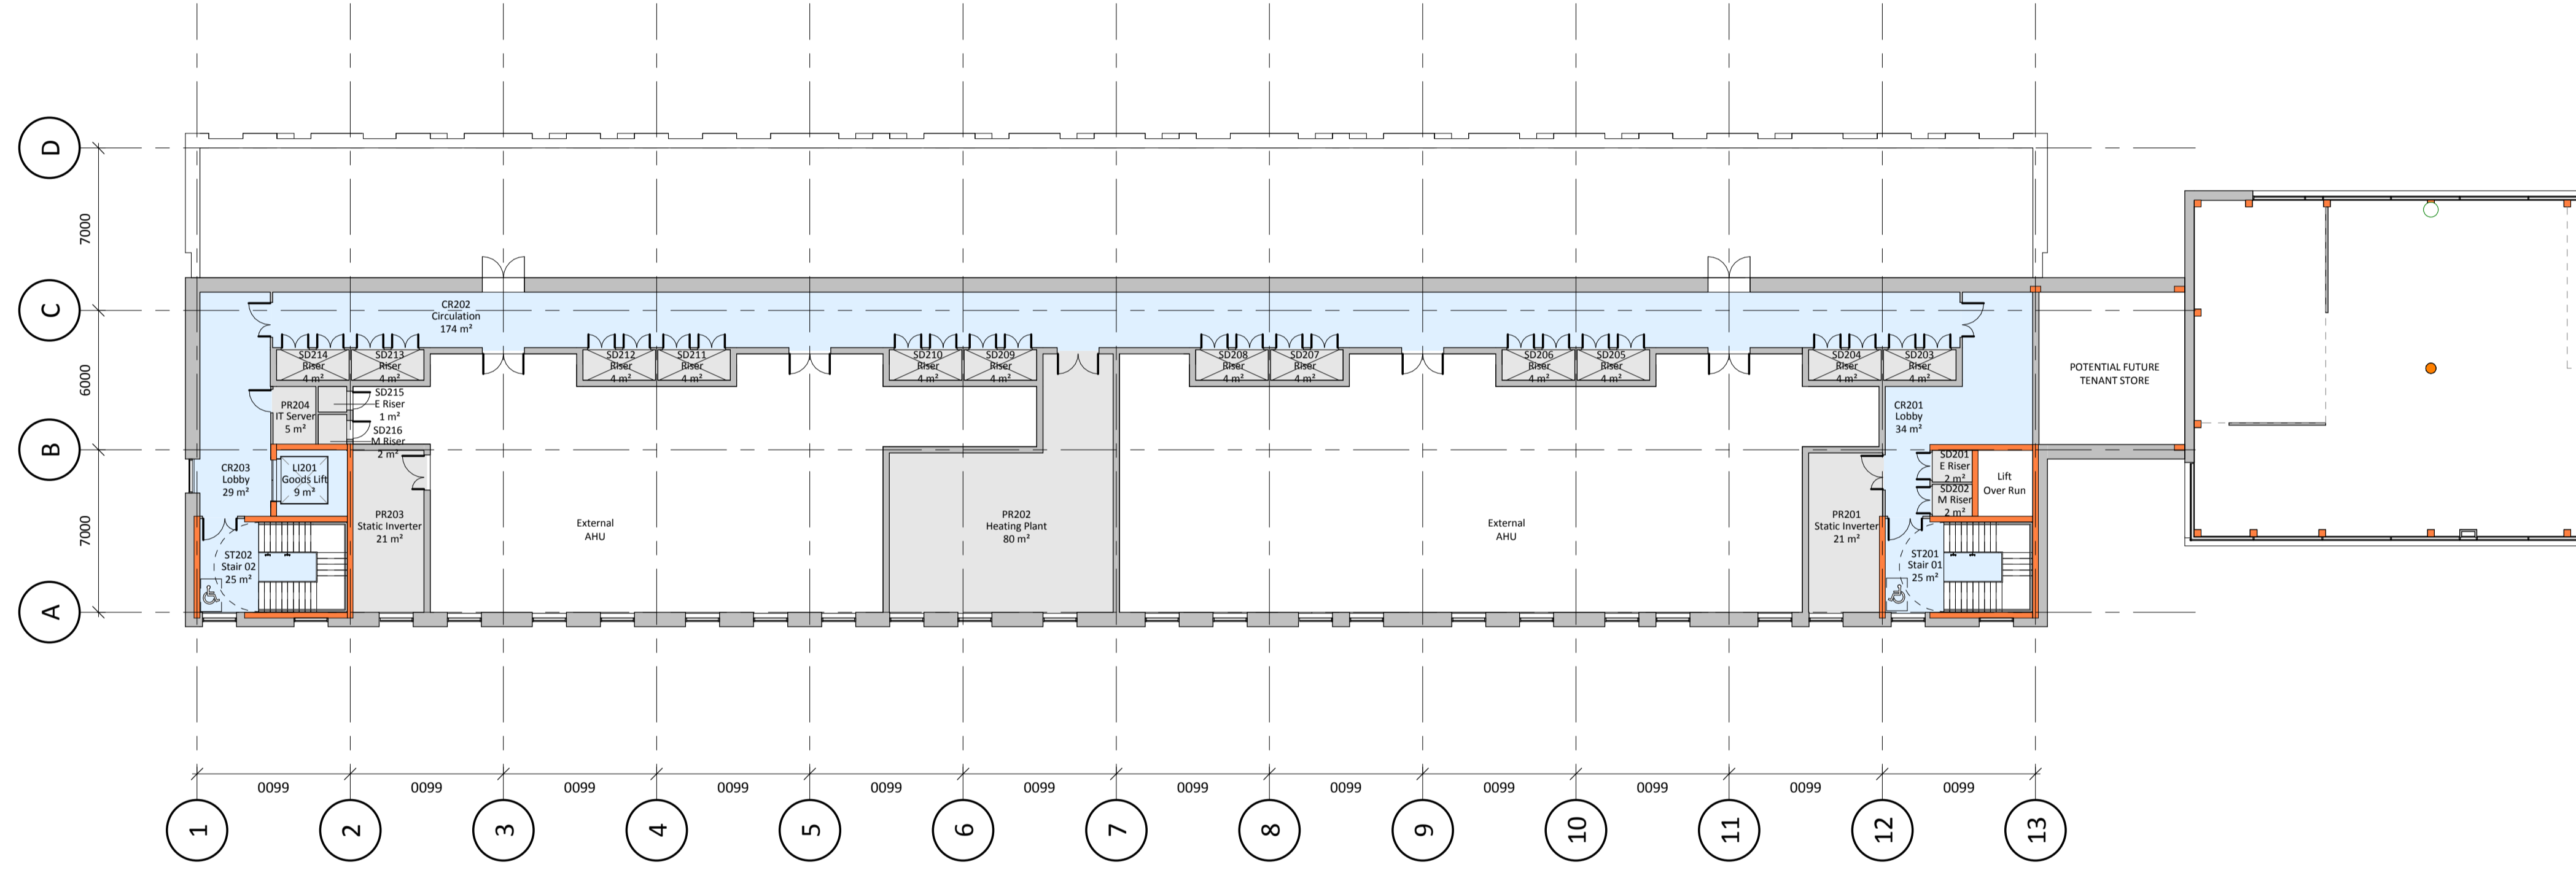 D
7000
C
6000
B
7000
A
CR202
Circulation
174 m²
SD214
Riser
4 m²
SD213
Riser
4 m²
SD212
Riser
4 m²
SD211
Riser
4 m²
SD210
Riser
4 m²
SD209
Riser
4 m²
SD208
Riser
4 m²
SD207
Riser
4 m²
SD206
Riser
4 m²
SD205
Riser
4 m²
SD204
Riser
4 m²
SD203
Riser
4 m²
PR204
IT Server
5 m²
SD215
E Riser
1 m²
SD216
M Riser
2 m²
CR201
Lobby
34 m²
POTENTIAL FUTURE
TENANT STORE
CR203
Lobby
29 m²
LI201
Goods Lift
9 m²
PR203
Static Inverter
21 m²
External
AHU
PR202
Heating Plant
80 m²
External
AHU
PR201
Static Inverter
21 m²
SD201
E Riser
2 m²
SD202
M Riser
2 m²
Lift
Over Run
ST202
Stair 02
25 m²
ST201
Stair 01
25 m²
0099
0099
0099
0099
0099
0099
0099
0099
0099
0099
0099
0099
1
2
3
4
5
6
7
8
9
10
11
12
13